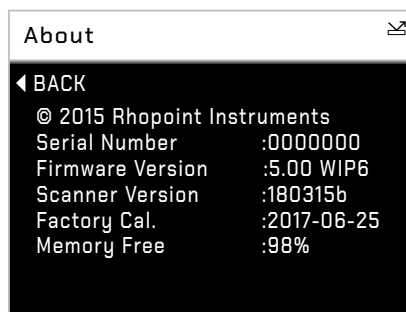 About
BACK
© 2015 Rhopoint Instruments
Serial Number :0000000
Firmware Version :5.00 WIP6
Scanner Version :180315b
Factory Cal. :2017-06-25
Memory Free :98%